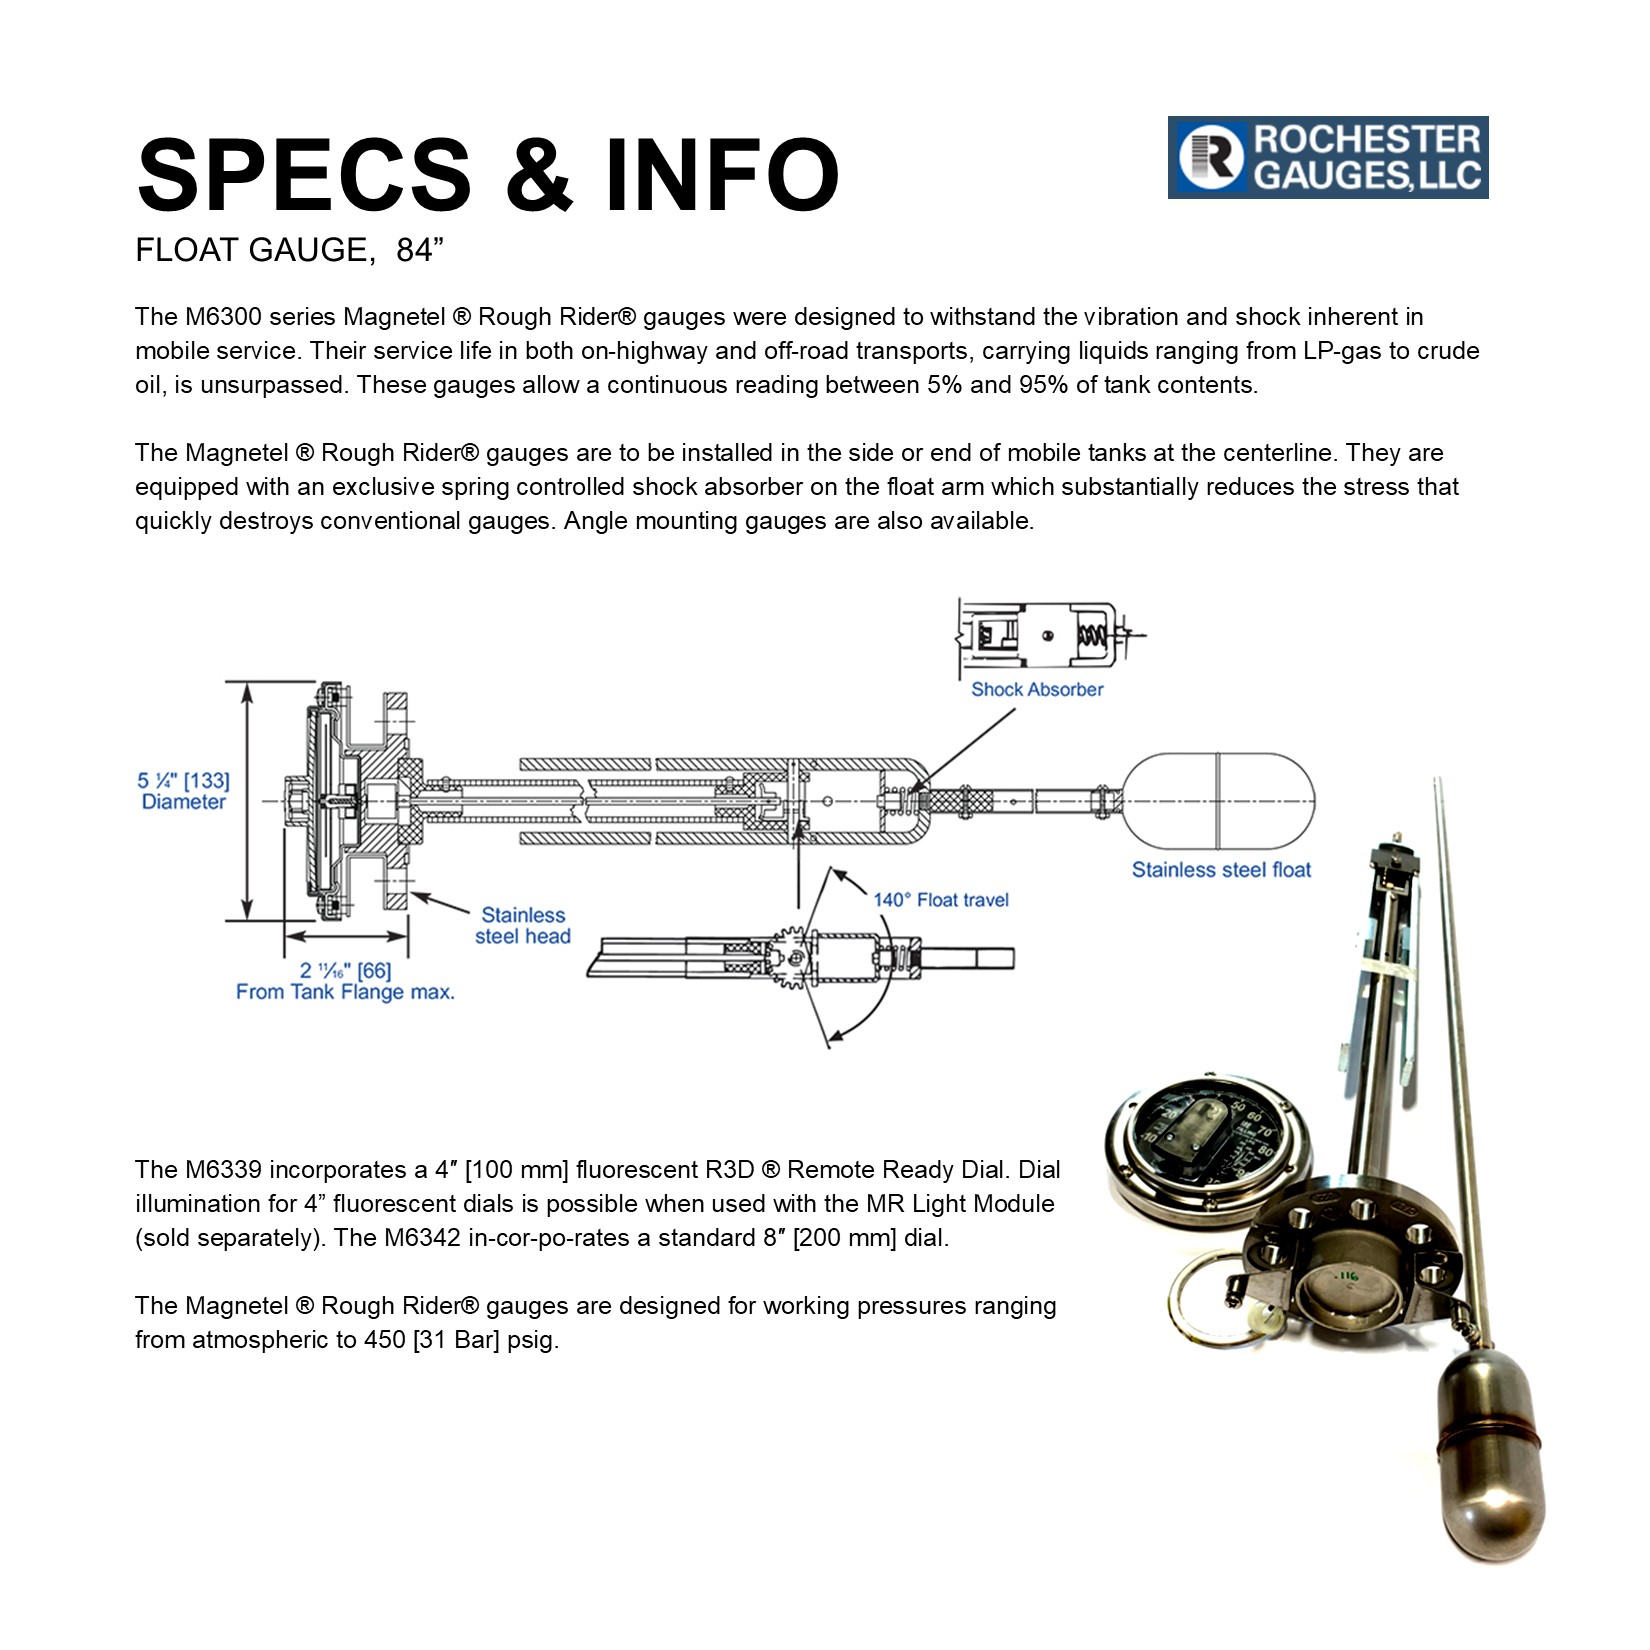 SPECS & INFO
R ROCHESTER
GAUGES, LLC
FLOAT GAUGE,  84”
The M6300 series Magnetel ® Rough Rider® gauges were designed to withstand the vibration and shock inherent in
mobile service. Their service life in both on-highway and off-road transports, carrying liquids ranging from LP-gas to crude
oil, is unsurpassed. These gauges allow a continuous reading between 5% and 95% of tank contents.
The Magnetel ® Rough Rider® gauges are to be installed in the side or end of mobile tanks at the centerline. They are
equipped with an exclusive spring controlled shock absorber on the float arm which substantially reduces the stress that
quickly destroys conventional gauges. Angle mounting gauges are also available.
Shock Absorber
5 ¼" [133]
Diameter
Stainless steel float
140° Float travel
Stainless
steel head
2 ¹¹⁄₁₆" [66]
From Tank Flange max.
The M6339 incorporates a 4″ [100 mm] fluorescent R3D ® Remote Ready Dial. Dial
illumination for 4” fluorescent dials is possible when used with the MR Light Module
(sold separately). The M6342 in-cor-po-rates a standard 8″ [200 mm] dial.
The Magnetel ® Rough Rider® gauges are designed for working pressures ranging
from atmospheric to 450 [31 Bar] psig.
10 20 50 60 70 80
.116